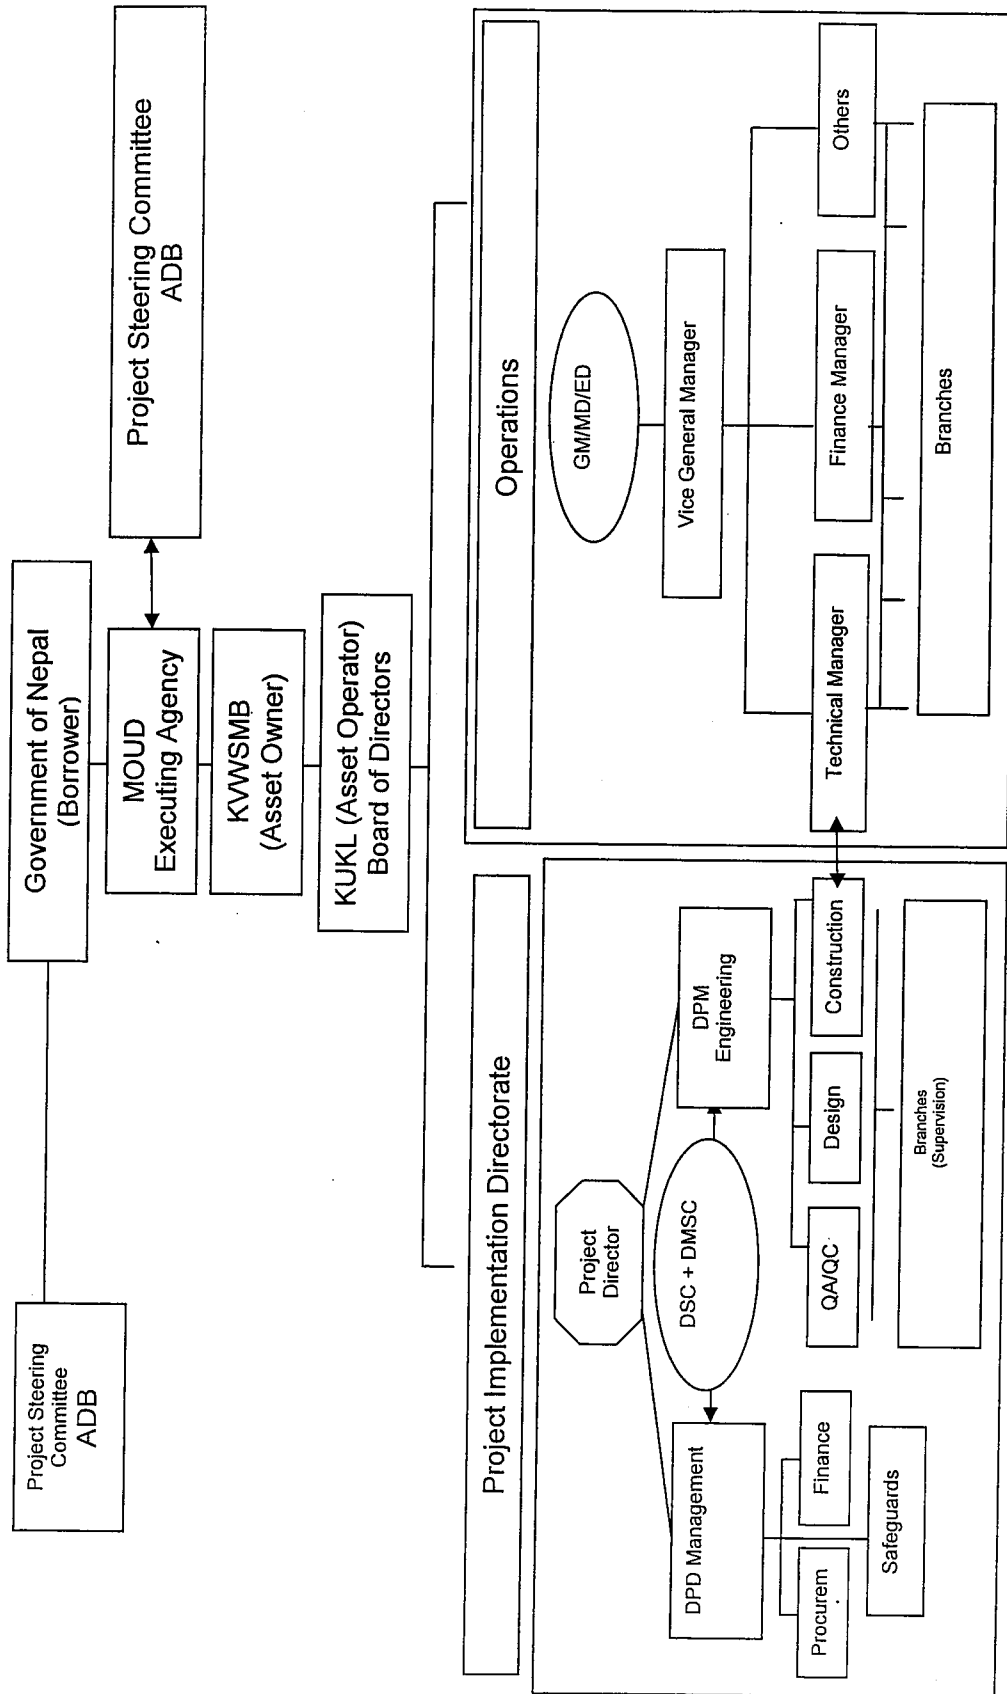 Government of Nepal
(Borrower)
Project Steering
Committee
ADB
MOUD
Executing Agency
Project Steering Committee
ADB
KVWSMB
(Asset Owner)
KUKL (Asset Operator)
Board of Directors
Project Implementation Directorate
Project
Director
DPD Management
DSC + DMSC
DPM
Engineering
Procurem
Finance
Safeguards
QA/QC
Design
Construction
Branches
(Supervision)
Operations
GM/MD/ED
Vice General Manager
Technical Manager
Finance Manager
Others
Branches